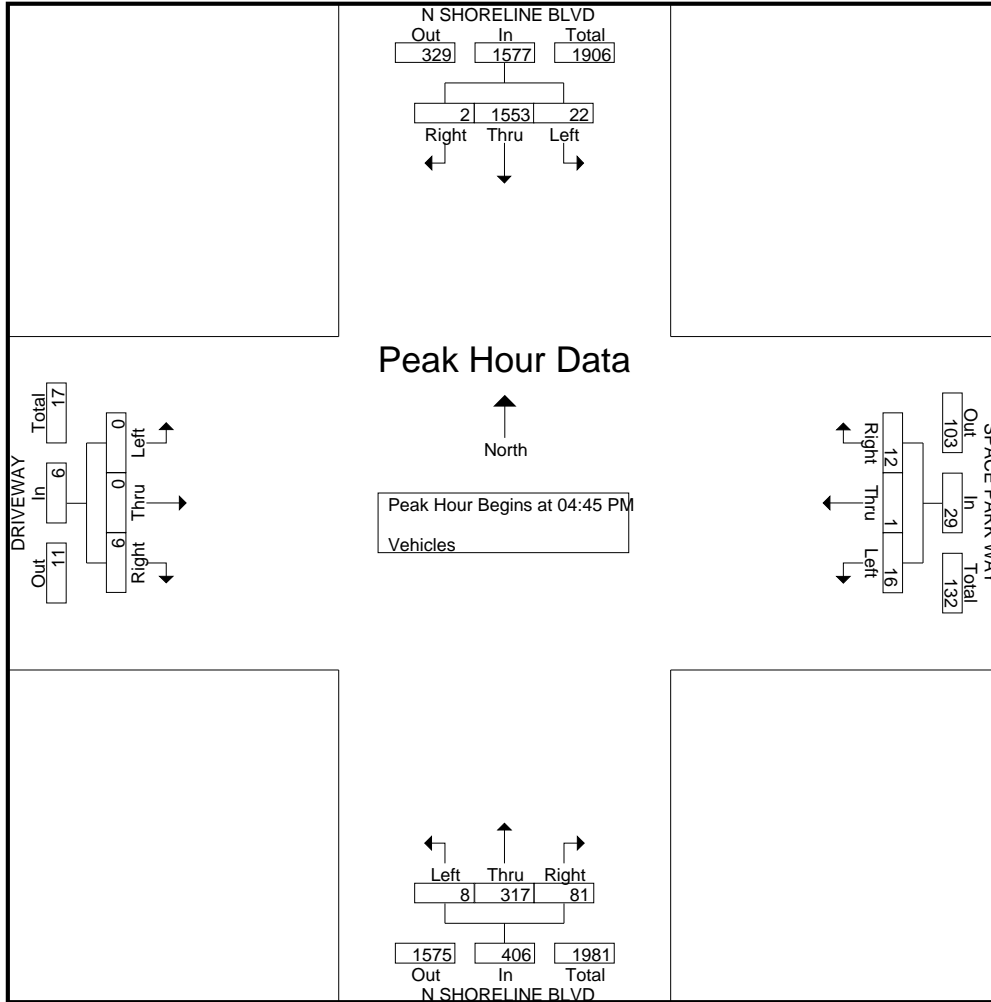 N SHORELINE BLVD
Out In Total
329 1577 1906
2 1553 22
Right Thru Left
Peak Hour Data
North
Peak Hour Begins at 04:45 PM
Vehicles
DRIVEWAY
Out In Total
11 6 17
0 0 6
Left Thru Right
SPACE PARK WAY
Out In Total
103 29 132
12 1 16
Right Thru Left
Left Thru Right
8 317 81
1575 406 1981
Out In Total
N SHORELINE BLVD